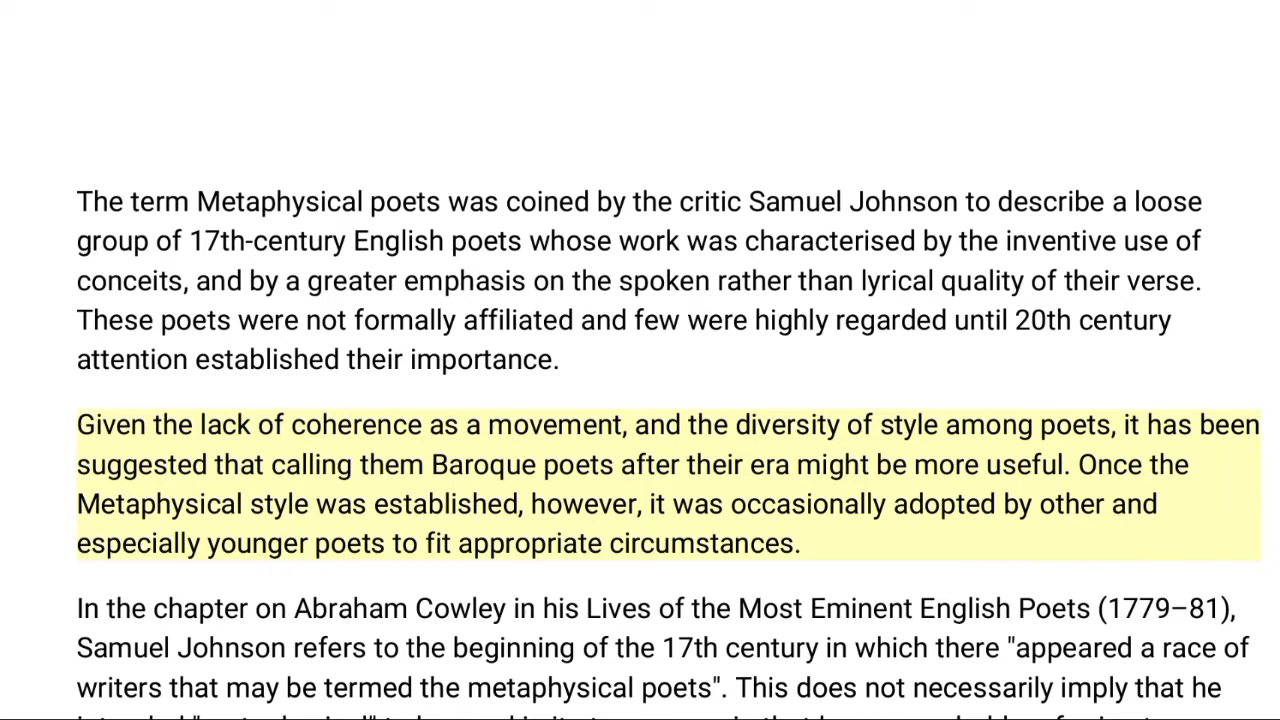 The term Metaphysical poets was coined by the critic Samuel Johnson to describe a loose
group of 17th-century English poets whose work was characterised by the inventive use of
conceits, and by a greater emphasis on the spoken rather than lyrical quality of their verse.
These poets were not formally affiliated and few were highly regarded until 20th century
attention established their importance.
Given the lack of coherence as a movement, and the diversity of style among poets, it has been
suggested that calling them Baroque poets after their era might be more useful. Once the
Metaphysical style was established, however, it was occasionally adopted by other and
especially younger poets to fit appropriate circumstances.
In the chapter on Abraham Cowley in his Lives of the Most Eminent English Poets (1779–81),
Samuel Johnson refers to the beginning of the 17th century in which there "appeared a race of
writers that may be termed the metaphysical poets". This does not necessarily imply that he